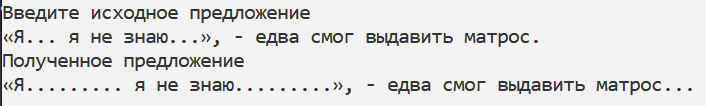 Введите исходное предложение
«Я... я не знаю...», - едва смог выдавить матрос.
Полученное предложение
«Я......... я не знаю.........», - едва смог выдавить матрос...